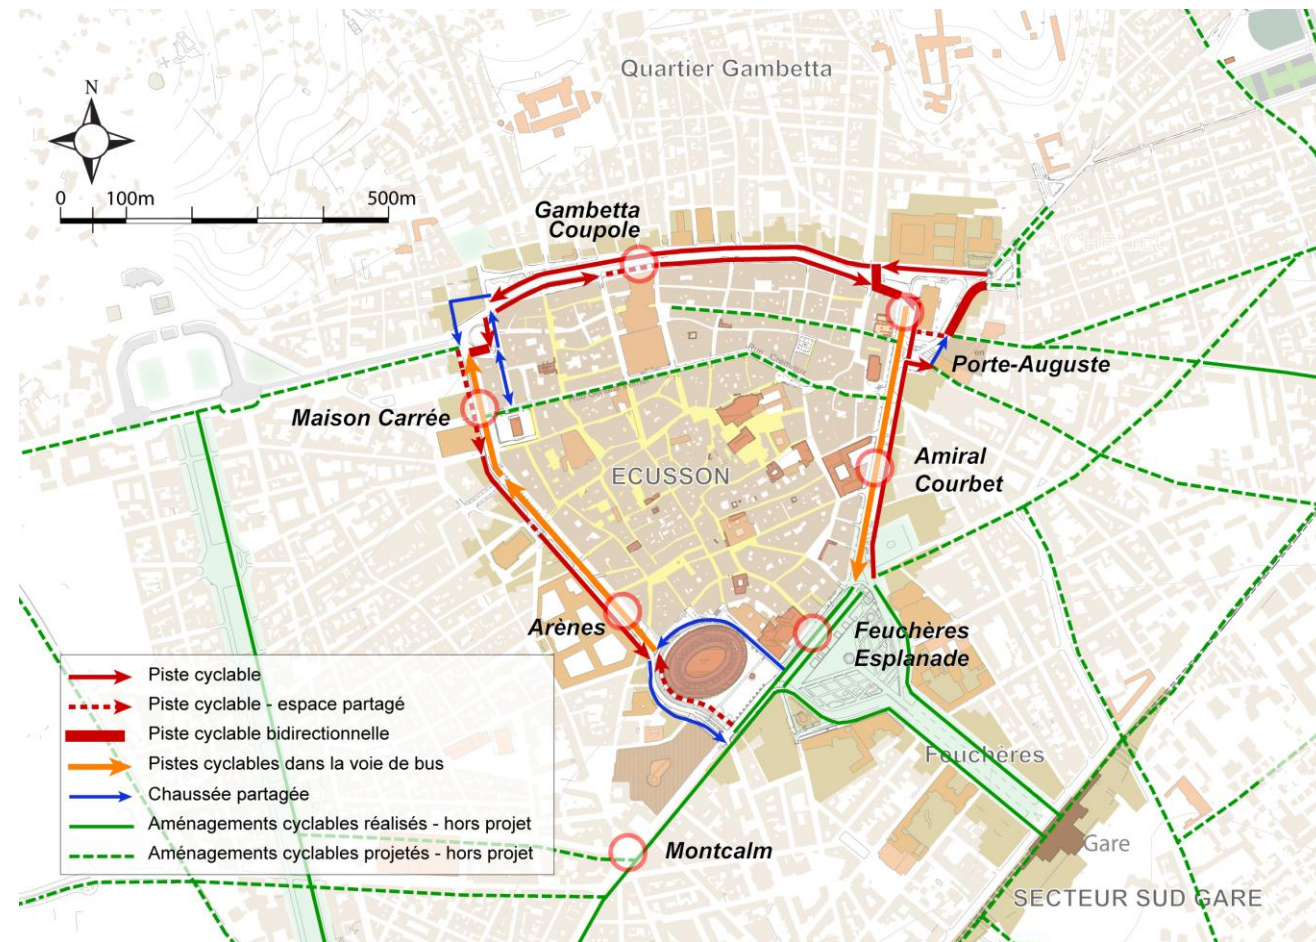 Quartier Gambetta
N
0 100m 500m
Gambetta
Coupole
Porte-Auguste
Maison Carrée
ECUSSON
Amiral
Courbet
Arènes
Feuchères
Esplanade
Piste cyclable
Piste cyclable - espace partagé
Piste cyclable bidirectionnelle
Pistes cyclables dans la voie de bus
Chaussée partagée
Aménagements cyclables réalisés - hors projet
Aménagements cyclables projetés - hors projet
Feuchères
Gare
Montcalm
SECTEUR SUD GARE